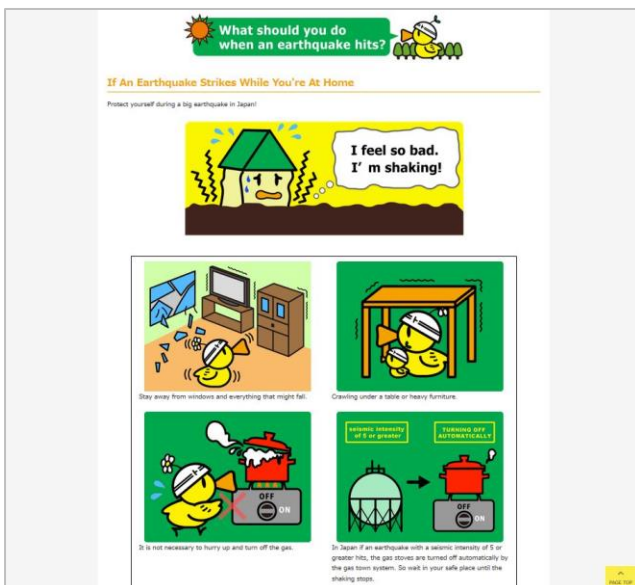 What should you do
when an earthquake hits?
If An Earthquake Strikes While You're At Home
Protect yourself during a big earthquake in Japan!
I feel so bad.
I' m shaking!
Stay away from windows and everything that might fall.
Crawling under a table or heavy furniture.
OFF
ON
It is not necessary to hurry up and turn off the gas.
seismic intensity
of 5 or greater
TURNING OFF
AUTOMATICALLY
OFF
ON
In Japan if an earthquake with a seismic intensity of 5 or
greater hits, the gas stoves are turned off automatically by
the gas town system. So wait in your safe place until the
shaking stops.
PAGE TOP